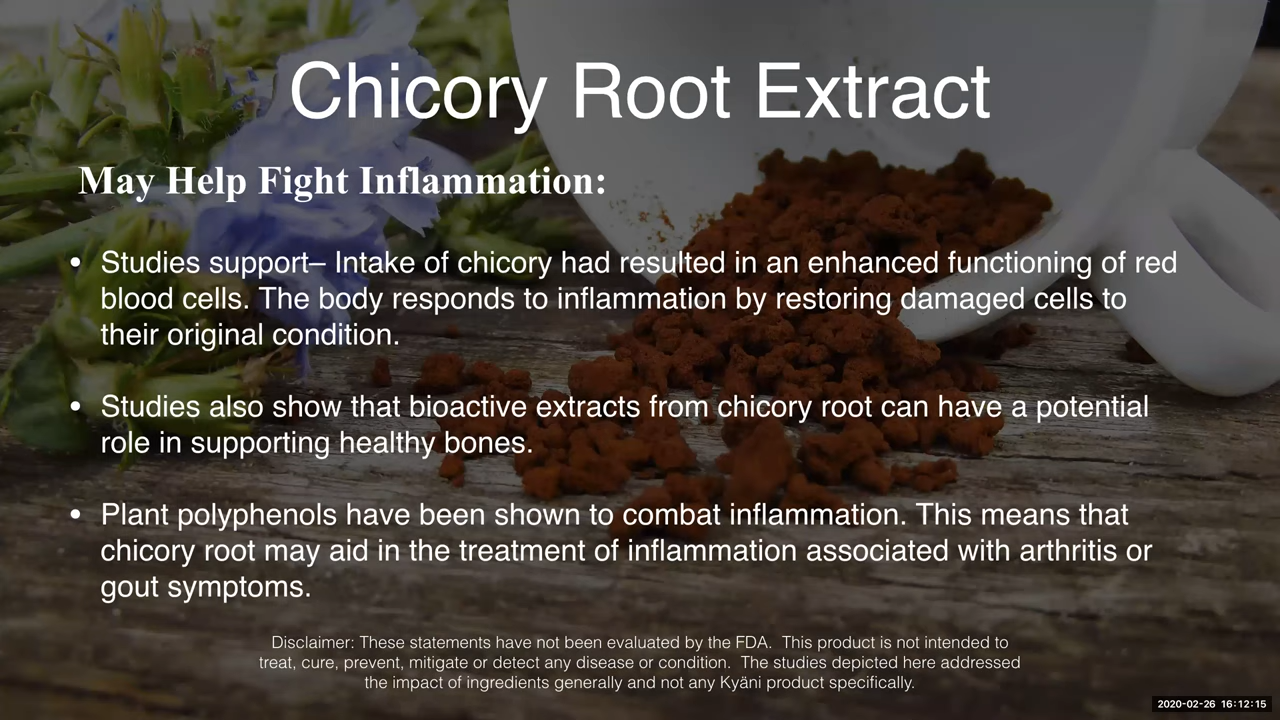 Chicory Root Extract
May Help Fight Inflammation:
• Studies support– Intake of chicory had resulted in an enhanced functioning of red
blood cells. The body responds to inflammation by restoring damaged cells to
their original condition.
• Studies also show that bioactive extracts from chicory root can have a potential
role in supporting healthy bones.
• Plant polyphenols have been shown to combat inflammation. This means that
chicory root may aid in the treatment of inflammation associated with arthritis or
gout symptoms.
Disclaimer: These statements have not been evaluated by the FDA.  This product is not intended to
treat, cure, prevent, mitigate or detect any disease or condition.  The studies depicted here addressed
the impact of ingredients generally and not any Kyäni product specifically.
2020-02-26 16:12:15